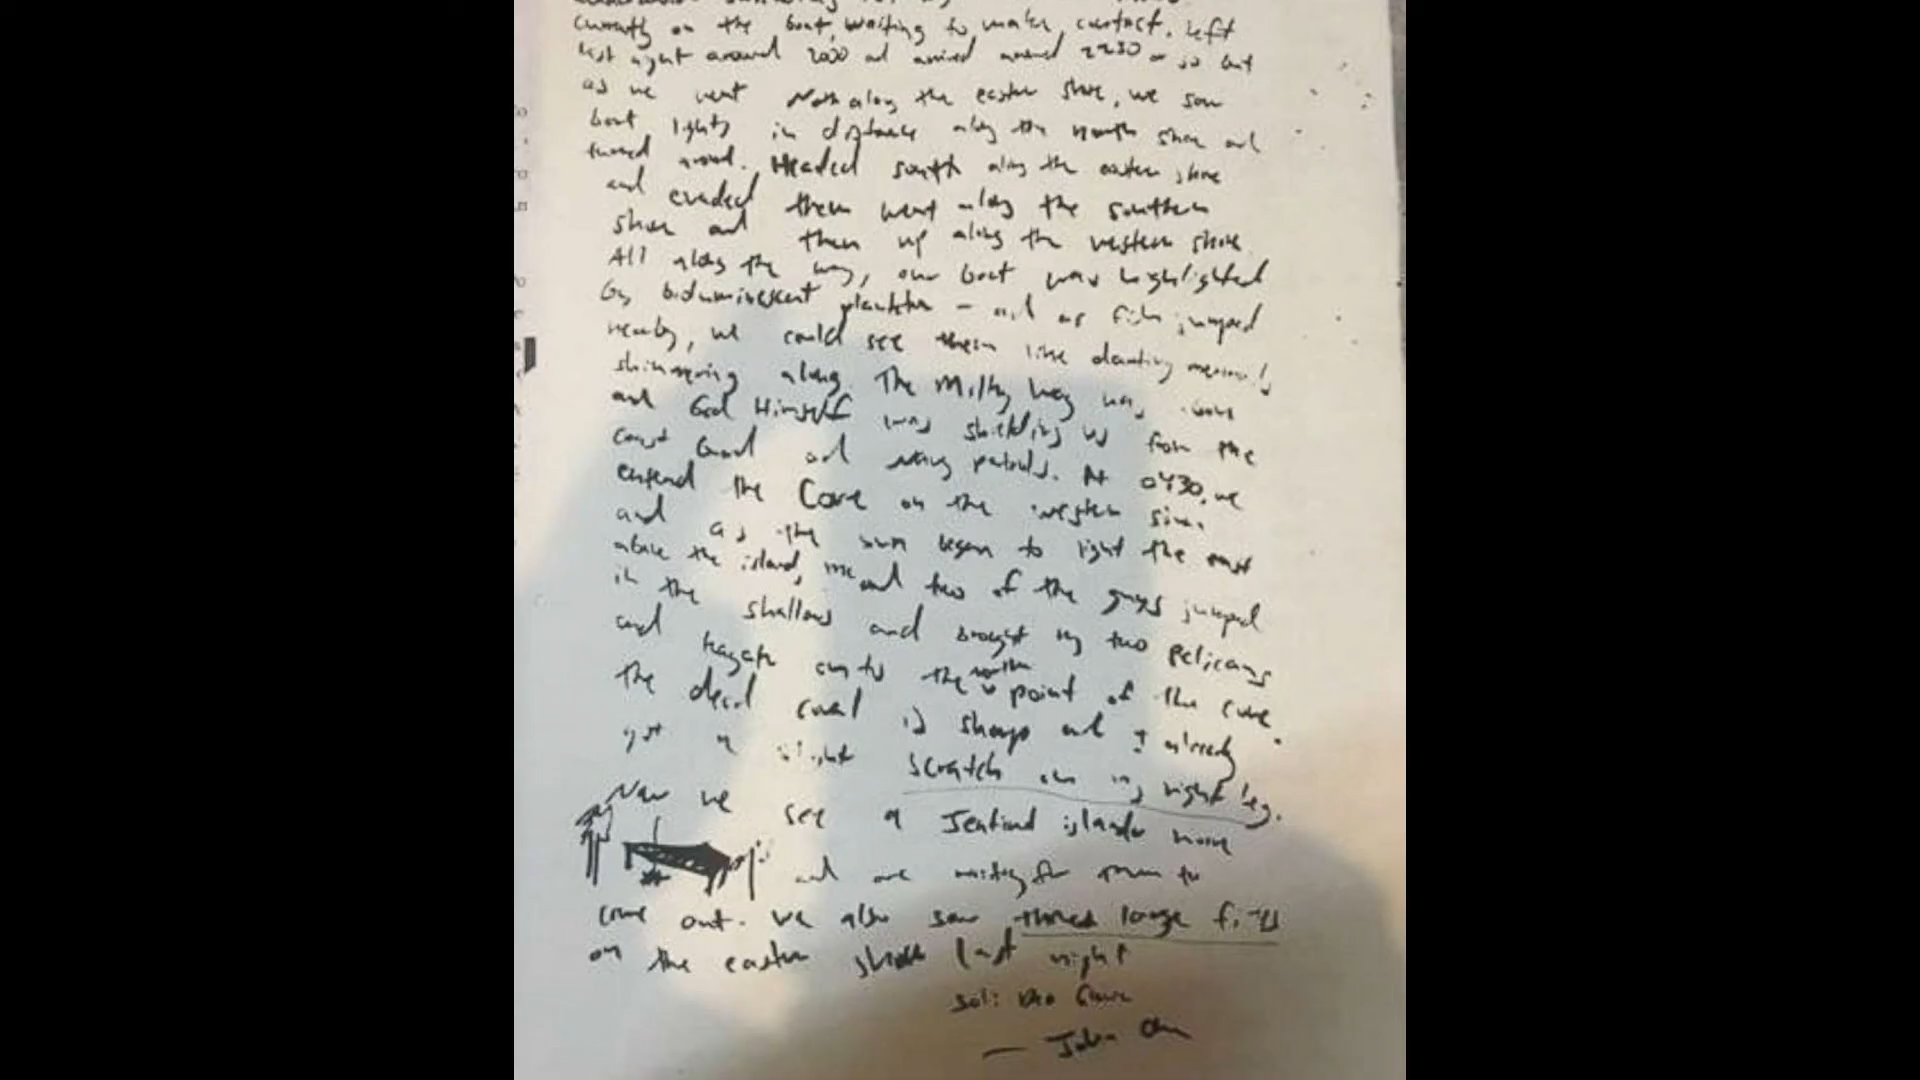 currently on the boat, waiting to make contact. Left
last night around 2000 and arrived around 2230 or so but
as we went North along the eastern shore, we saw
boat lights in distance along the north shore and
turned around. Headed south along the eastern shore
and evaded them went along the southern
shore and then up along the western shore
All along the way, our boat was highlighted
by bioluminescent plankton - and as fish jumped
nearby, we could see them like darting mermaids
shimmering along. The Milky Way was above
and God Himself was shielding us from the
Coast Guard and patrols. At 0430, we
entered the Cove on the western side.
and as the sun began to light the east
above the island, me and two of the guys jumped
in the shallows and brought my two pelicans
and kayak onto the north point of the cove.
The dead coral is sharp and I already
got a slight scratch on my right leg.
Now we see a Sentinel islander
and are waiting for them to
come out. We also saw three large fires
on the eastern shore last night
Soli Deo Gloria
— John